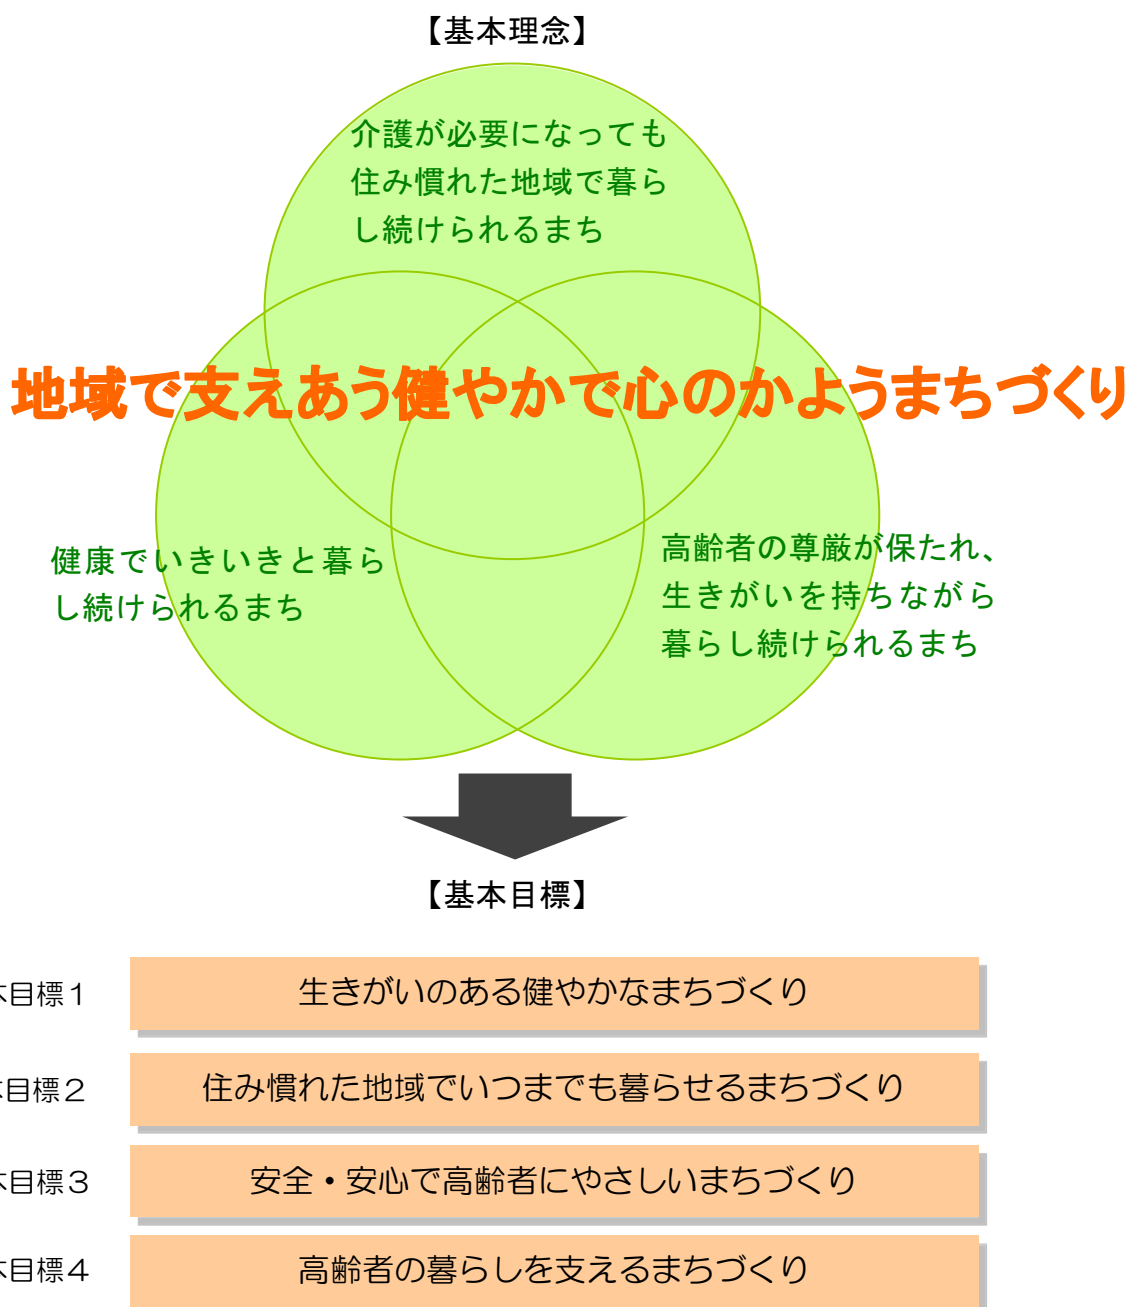 【基本理念】
介護が必要になっても
住み慣れた地域で暮ら
し続けられるまち
地域で支えあう健やかで心のかようまちづくり
健康でいきいきと暮ら
し続けられるまち
高齢者の尊厳が保たれ、
生きがいを持ちながら
暮らし続けられるまち
【基本目標】
本目標１ 生きがいのある健やかなまちづくり
本目標２ 住み慣れた地域でいつまでも暮らせるまちづくり
本目標３ 安全・安心で高齢者にやさしいまちづくり
本目標４ 高齢者の暮らしを支えるまちづくり